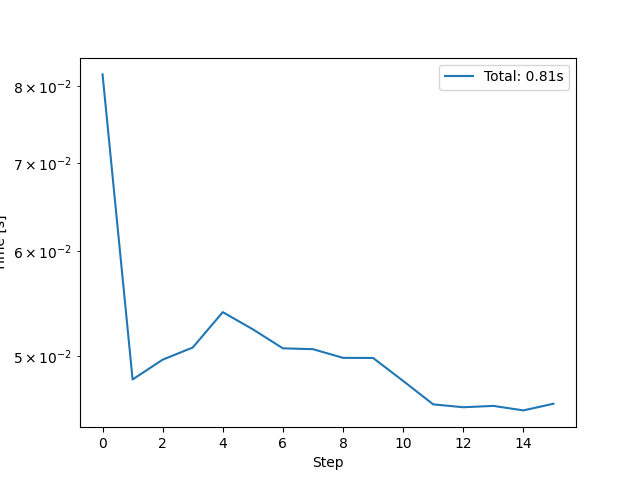 Total: 0.81s
8 × 10⁻²
7 × 10⁻²
6 × 10⁻²
5 × 10⁻²
[s]
0 2 4 6 8 10 12 14
Step